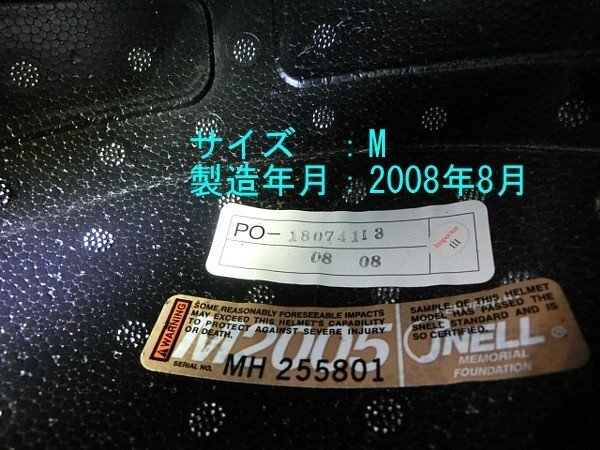 サイズ　：M
製造年月：2008年8月
PO-18074113
08 08
Inspector
III
⚠WARNING
SOME REASONABLY FORESEEABLE IMPACTS
MAY EXCEED THIS HELMET'S CAPABILITY
TO PROTECT AGAINST SEVERE INJURY
OR DEATH.
M2005
SERIAL NO. MH 255801
SAMPLE OF THIS HELMET
MODEL HAS PASSED THE
SNELL STANDARD AND IS
SO CERTIFIED.
SNELL
MEMORIAL
FOUNDATION